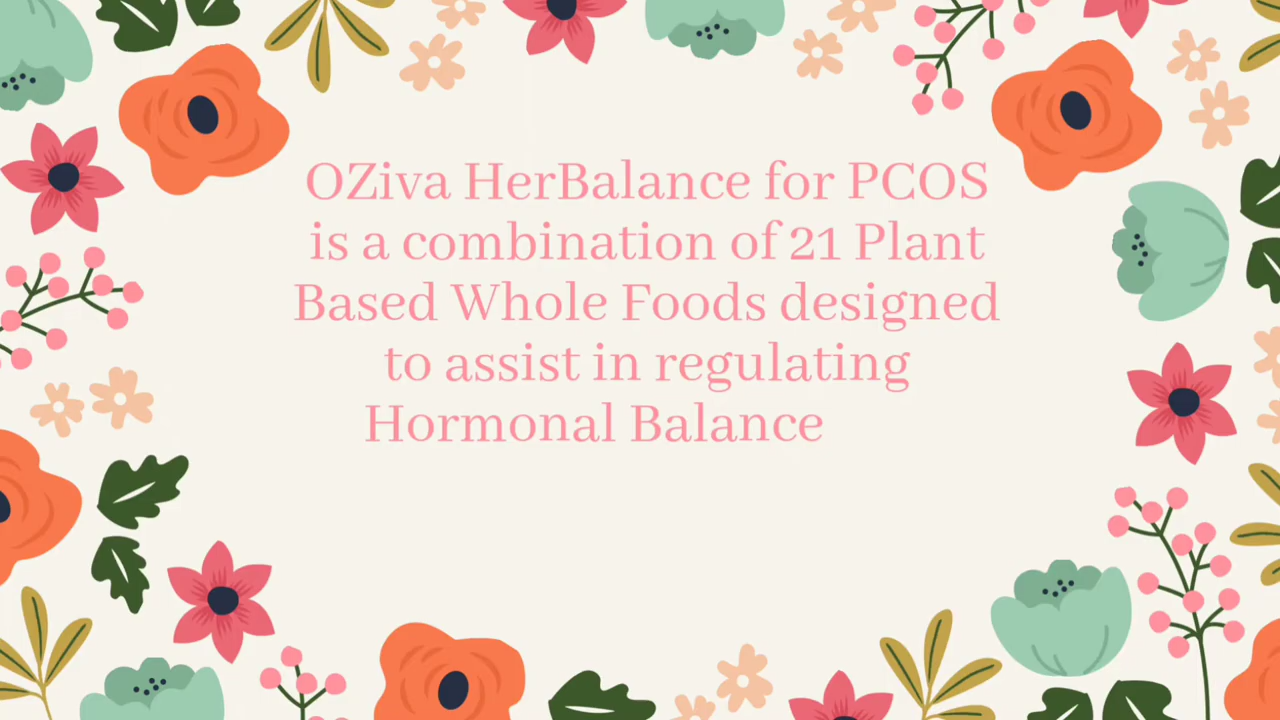 OZiva HerBalance for PCOS
is a combination of 21 Plant
Based Whole Foods designed
to assist in regulating
Hormonal Balance